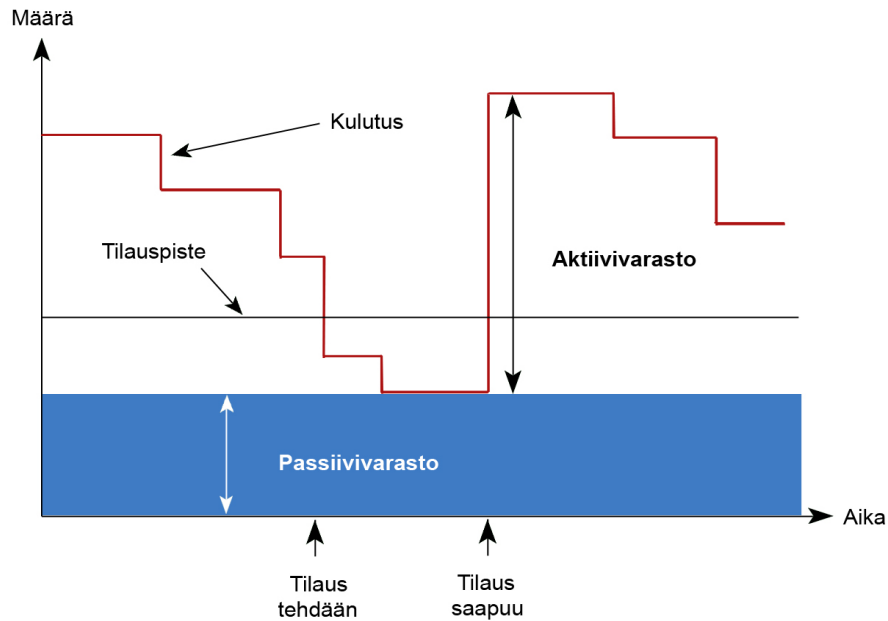 Määrä
Kulutus
Tilauspiste
Aktiivivarasto
Passiivivarasto
Aika
Tilaus
tehdään
Tilaus
saapuu